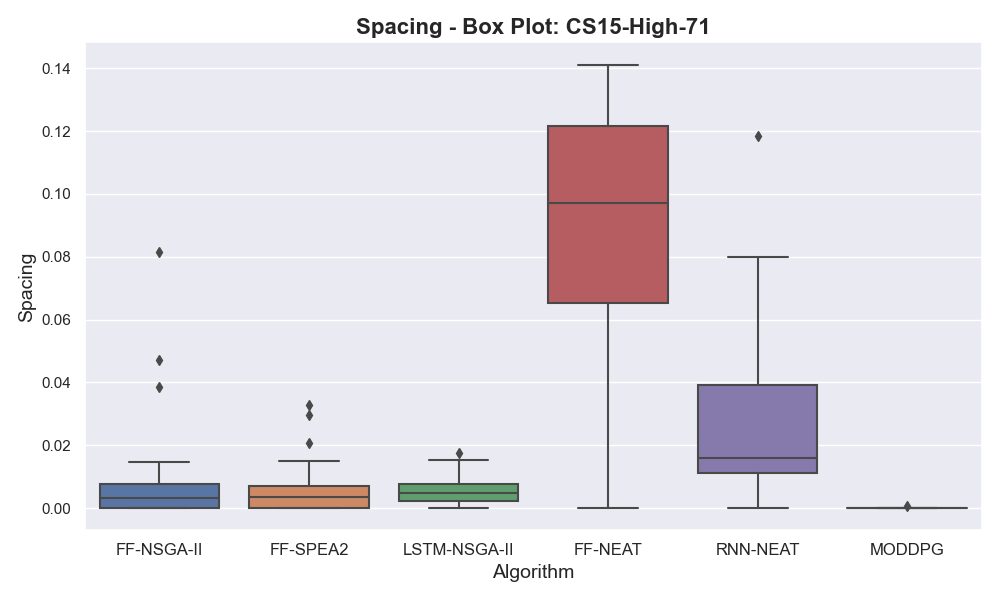 Spacing - Box Plot: CS15-High-71
Spacing
0.14
0.12
0.10
0.08
0.06
0.04
0.02
0.00
FF-NSGA-II FF-SPEA2 LSTM-NSGA-II FF-NEAT RNN-NEAT MODDPG
Algorithm